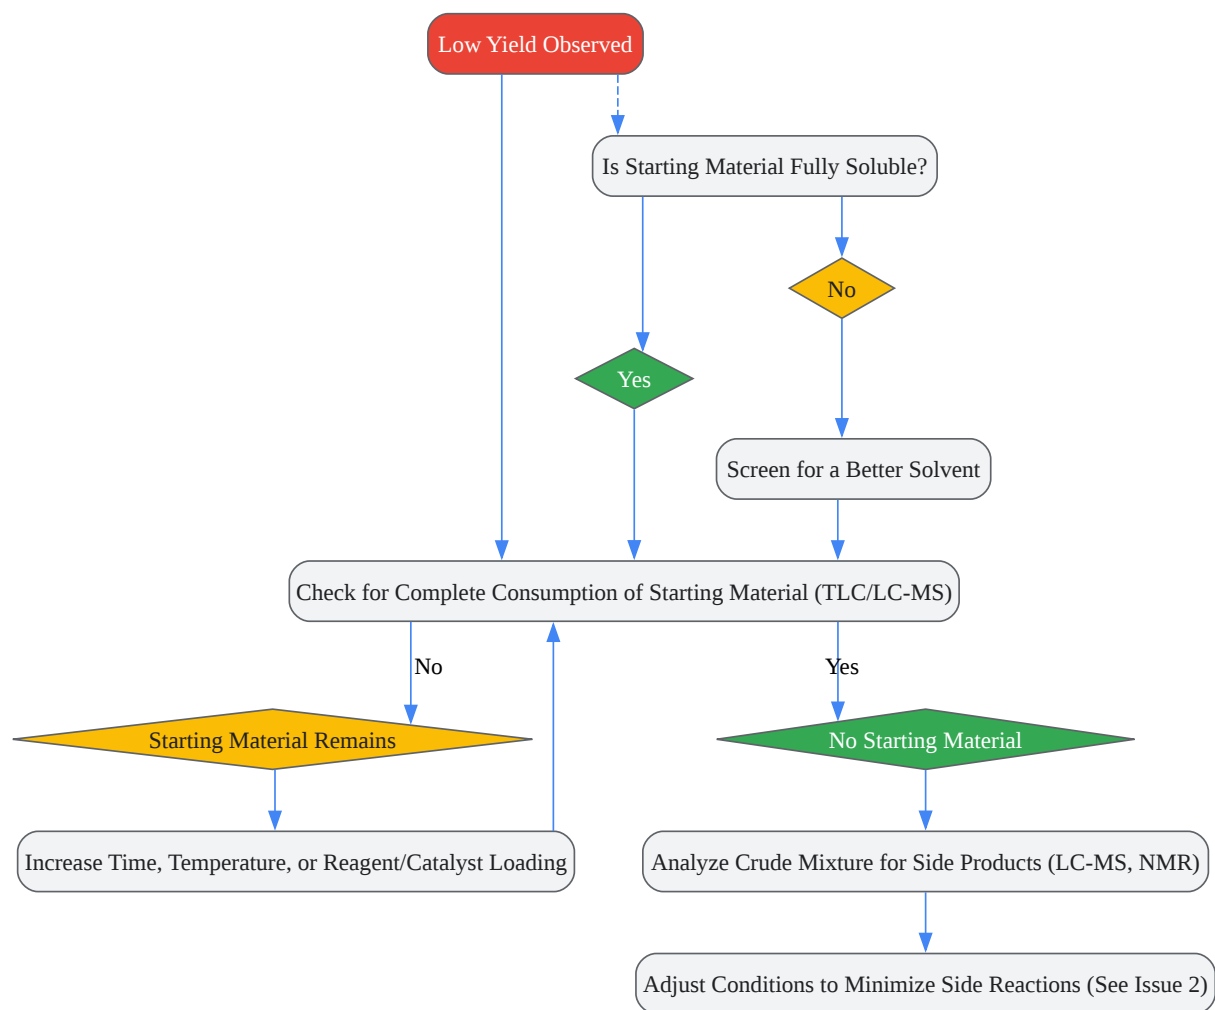 Low Yield Observed
Is Starting Material Fully Soluble?
No
Yes
Screen for a Better Solvent
Check for Complete Consumption of Starting Material (TLC/LC-MS)
No
Yes
Starting Material Remains
No Starting Material
Increase Time, Temperature, or Reagent/Catalyst Loading
Analyze Crude Mixture for Side Products (LC-MS, NMR)
Adjust Conditions to Minimize Side Reactions (See Issue 2)